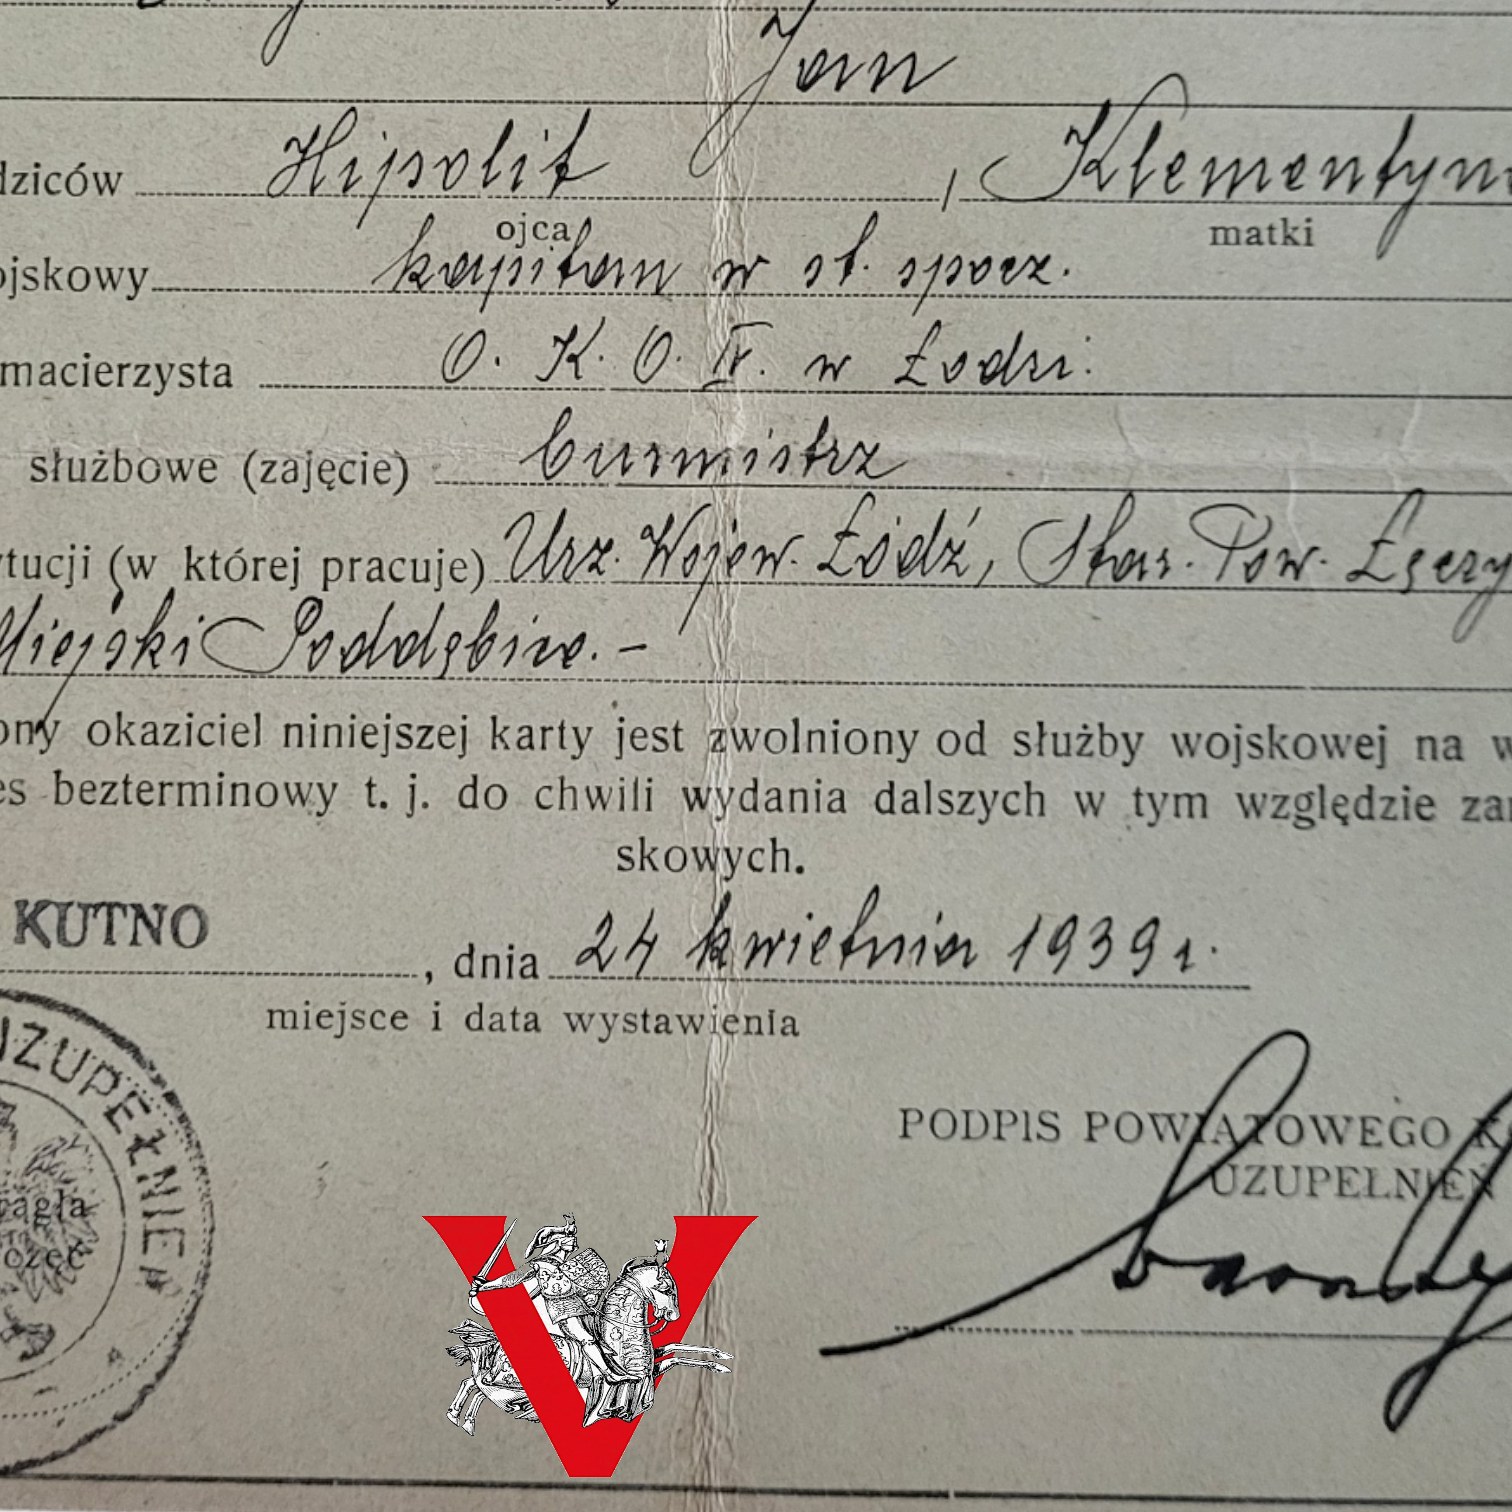 Jan
dziców Hipolit , Klementyn
ojca matki
ojskowy kapitan w st. spocz.
macierzysta O. K. O. IV. w Łodzi.
służbowe (zajęcie) burmistrz
ytucji (w której pracuje) Urz. Wojew. Łódź, Star. Pow. Łęczy
Miejski Poddębice. -
ony okaziciel niniejszej karty jest zwolniony od służby wojskowej na w
es bezterminowy t. j. do chwili wydania dalszych w tym względzie zar
skowych.
KUTNO , dnia 24 kwietnia 1939 r.
miejsce i data wystawienia
UZUPEŁNIEŃ
PODPIS POWIATOWEGO K
UZUPEŁNIEŃ
V